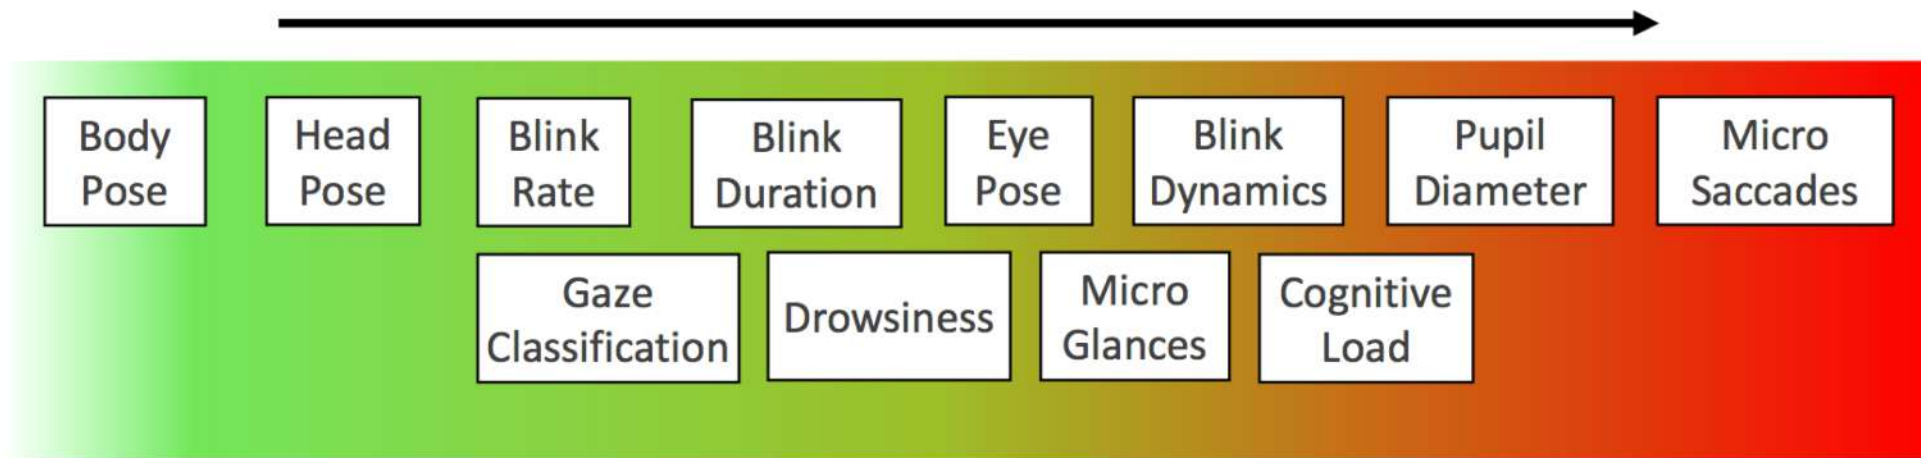 Body
Pose
Head
Pose
Blink
Rate
Blink
Duration
Eye
Pose
Blink
Dynamics
Pupil
Diameter
Micro
Saccades
Gaze
Classification
Drowsiness
Micro
Glances
Cognitive
Load